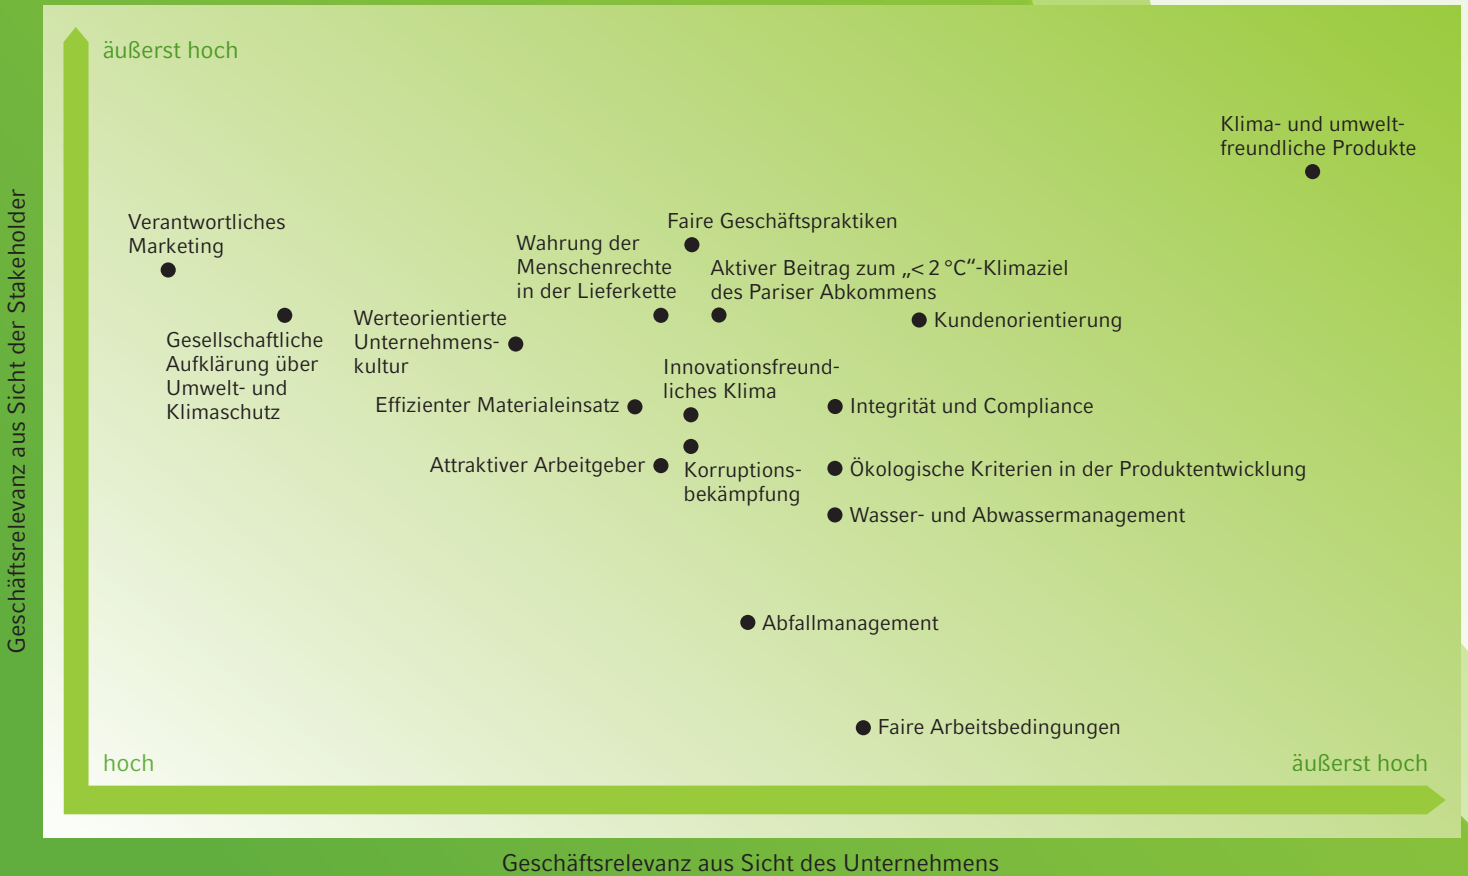 äußerst hoch
Klima- und umwelt-
freundliche Produkte
Verantwortliches
Marketing
Faire Geschäftspraktiken
Wahrung der
Menschenrechte
in der Lieferkette
Aktiver Beitrag zum „< 2 °C“-Klimaziel
des Pariser Abkommens
Gesellschaftliche
Aufklärung über
Umwelt- und
Klimaschutz
Werteorientierte
Unternehmens-
kultur
Kundenorientierung
Innovationsfreund-
liches Klima
Effizienter Materialeinsatz
Integrität und Compliance
Attraktiver Arbeitgeber
Korruptions-
bekämpfung
Ökologische Kriterien in der Produktentwicklung
Wasser- und Abwassermanagement
Abfallmanagement
Faire Arbeitsbedingungen
hoch
äußerst hoch
Geschäftsrelevanz aus Sicht der Stakeholder
Geschäftsrelevanz aus Sicht des Unternehmens